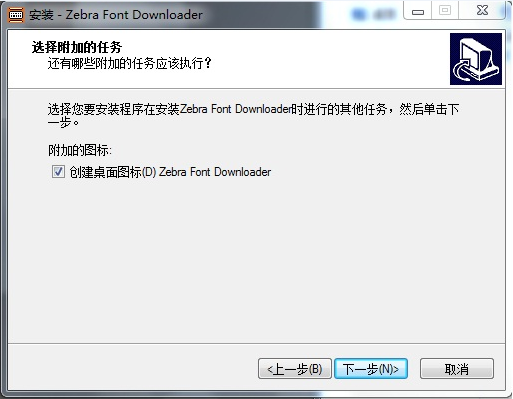 安装 - Zebra Font Downloader
选择附加的任务
还有哪些附加的任务应该执行？
选择您要安装程序在安装Zebra Font Downloader时进行的其他任务，然后单击下
一步。
附加的图标:
创建桌面图标(D) Zebra Font Downloader
<上一步(B)
下一步(N)>
取消